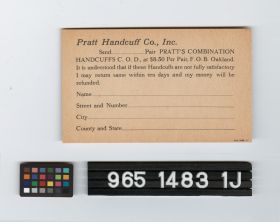 Pratt Handcuff Co., Inc.
Send Pair PRATT'S COMBINATION
HANDCUFFS C. O. D., at $8.50 Per Pair, F. O. B. Oakland.
It is understood that if these Handcuffs are not fully satisfactory
I may return same within ten days and my money will be
refunded.
Name
Street and Number
City
County and State
965 1483 1J